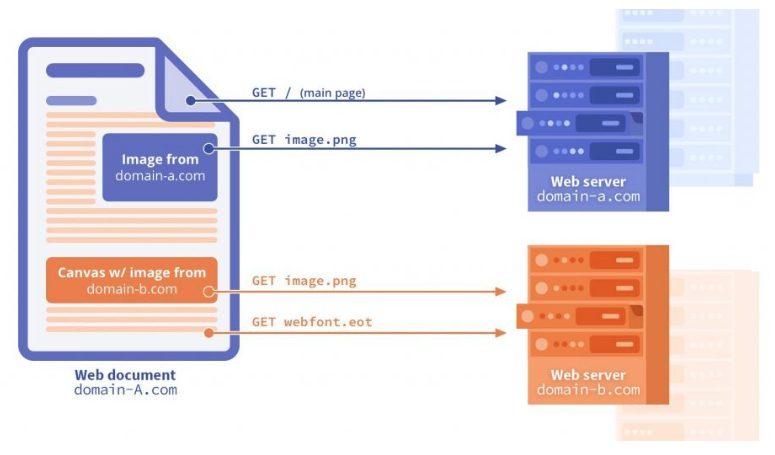 GET / (main page)
GET image.png
Image from
domain-a.com
Web server
domain-a.com
Canvas w/ image from
domain-b.com
GET image.png
GET webfont.eot
Web document
domain-A.com
Web server
domain-b.com